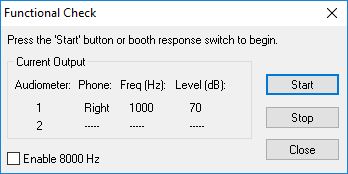 Functional Check
Press the 'Start' button or booth response switch to begin.
Current Output
Audiometer: Phone: Freq (Hz): Level (dB):
1 Right 1000 70
2 ----- ----- -----
Start
Stop
Close
Enable 8000 Hz